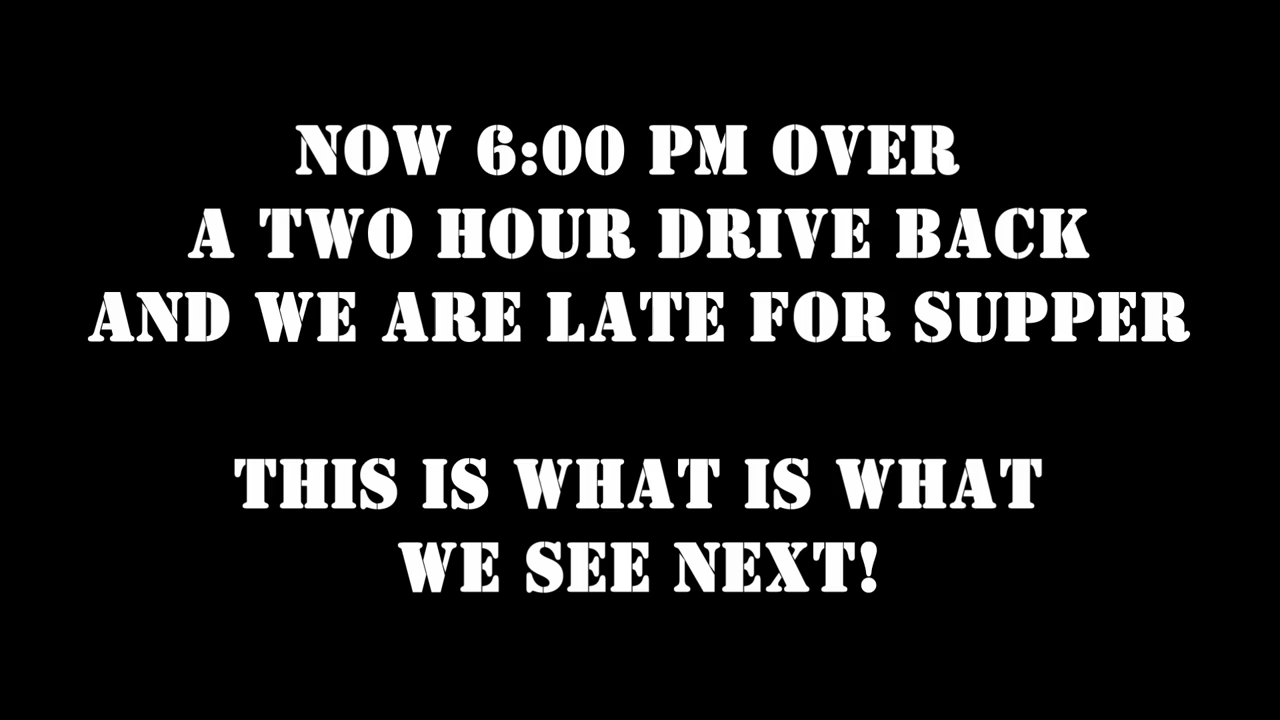 NOW 6:00 PM OVER
A TWO HOUR DRIVE BACK
AND WE ARE LATE FOR SUPPER
THIS IS WHAT IS WHAT
WE SEE NEXT!